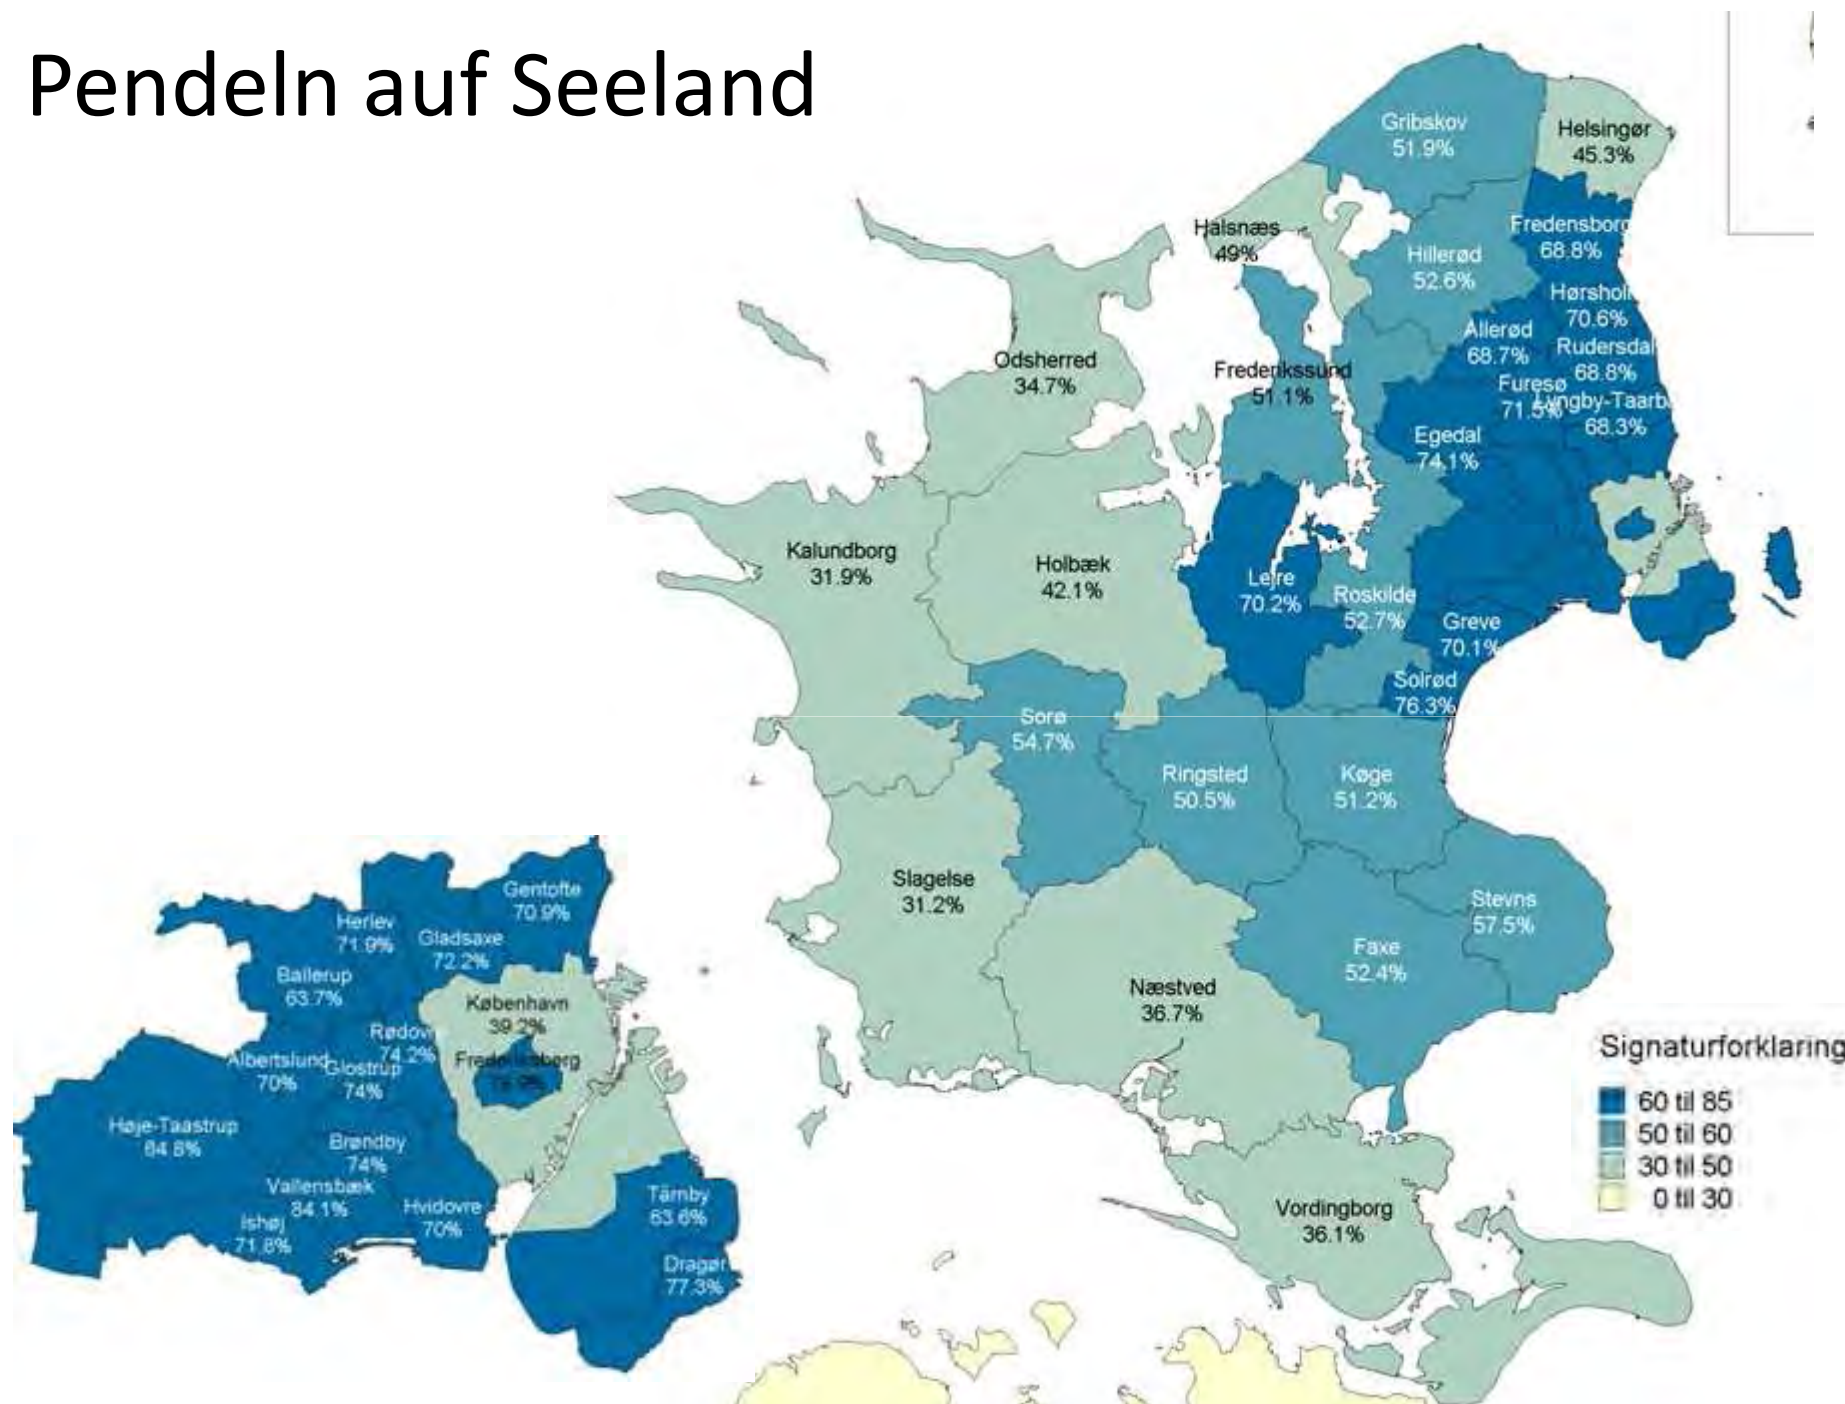 Pendeln auf Seeland
Gribskov
51.9%
Helsingør
45.3%
Halsnæs
49%
Fredensborg
68.8%
Hillerød
52.6%
Hørshol
70.6%
Allerød
68.7%
Rudersdal
68.8%
Odsherred
34.7%
Frederikssund
51.1%
Furesø
71.5%
Lyngby-Taarb
68.3%
Egedal
74.1%
Kalundborg
31.9%
Holbæk
42.1%
Lejre
70.2%
Roskilde
52.7%
Greve
70.1%
Solrød
76.3%
Sorø
54.7%
Ringsted
50.5%
Køge
51.2%
Slagelse
31.2%
Stevns
57.5%
Faxe
52.4%
Næstved
36.7%
Vordingborg
36.1%
Gentofte
70.9%
Herlev
71.9%
Gladsaxe
72.2%
Ballerup
63.7%
København
39.2%
Rødovr
74.2%
Frederiksberg
Albertslund
70%
Glostrup
74%
Høje-Taastrup
64.8%
Brøndby
74%
Vallensbæk
84.1%
Hvidovre
70%
Ishøj
71.8%
Tårnby
63.6%
Dragør
77.3%
Signaturforklaring
60 til 85
50 til 60
30 til 50
0 til 30